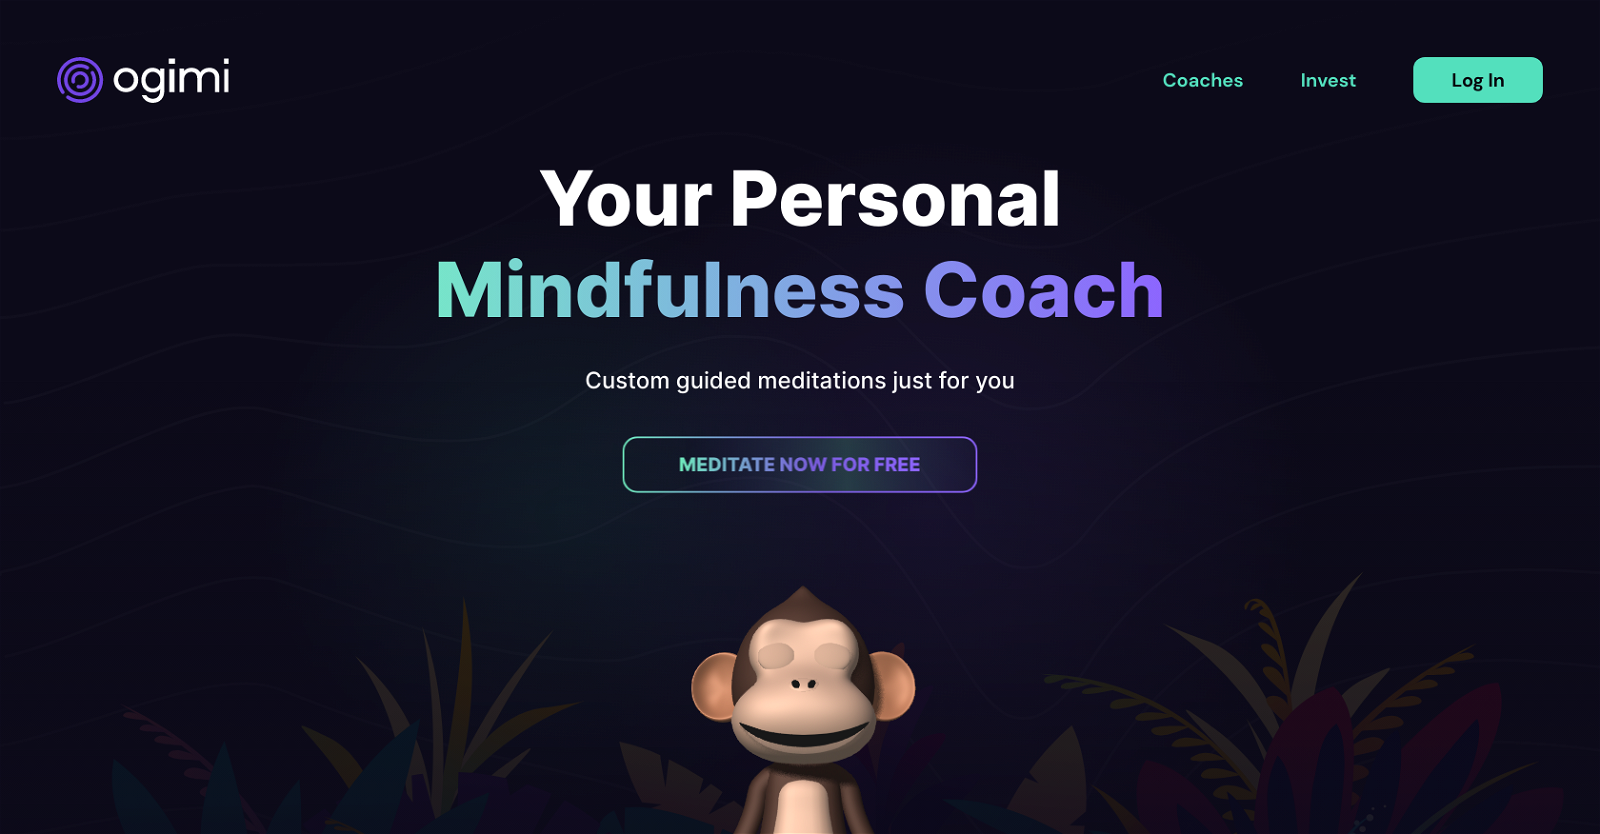 ogimi
Coaches
Invest
Log In
Your Personal
Mindfulness Coach
Custom guided meditations just for you
MEDITATE NOW FOR FREE